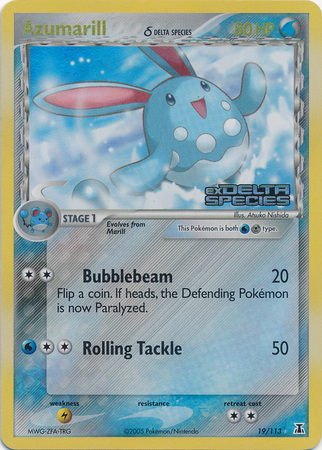 Azumarill δ DELTA SPECIES 80 HP
exDELTA
SPECIES
Illus. Atsuko Nishida
STAGE 1
Evolves from
Marill
This Pokémon is both type.
Bubblebeam 20
Flip a coin. If heads, the Defending Pokémon
is now Paralyzed.
Rolling Tackle 50
weakness resistance retreat cost
MWG-ZFA-TRG ©2005 Pokémon/Nintendo 19/113